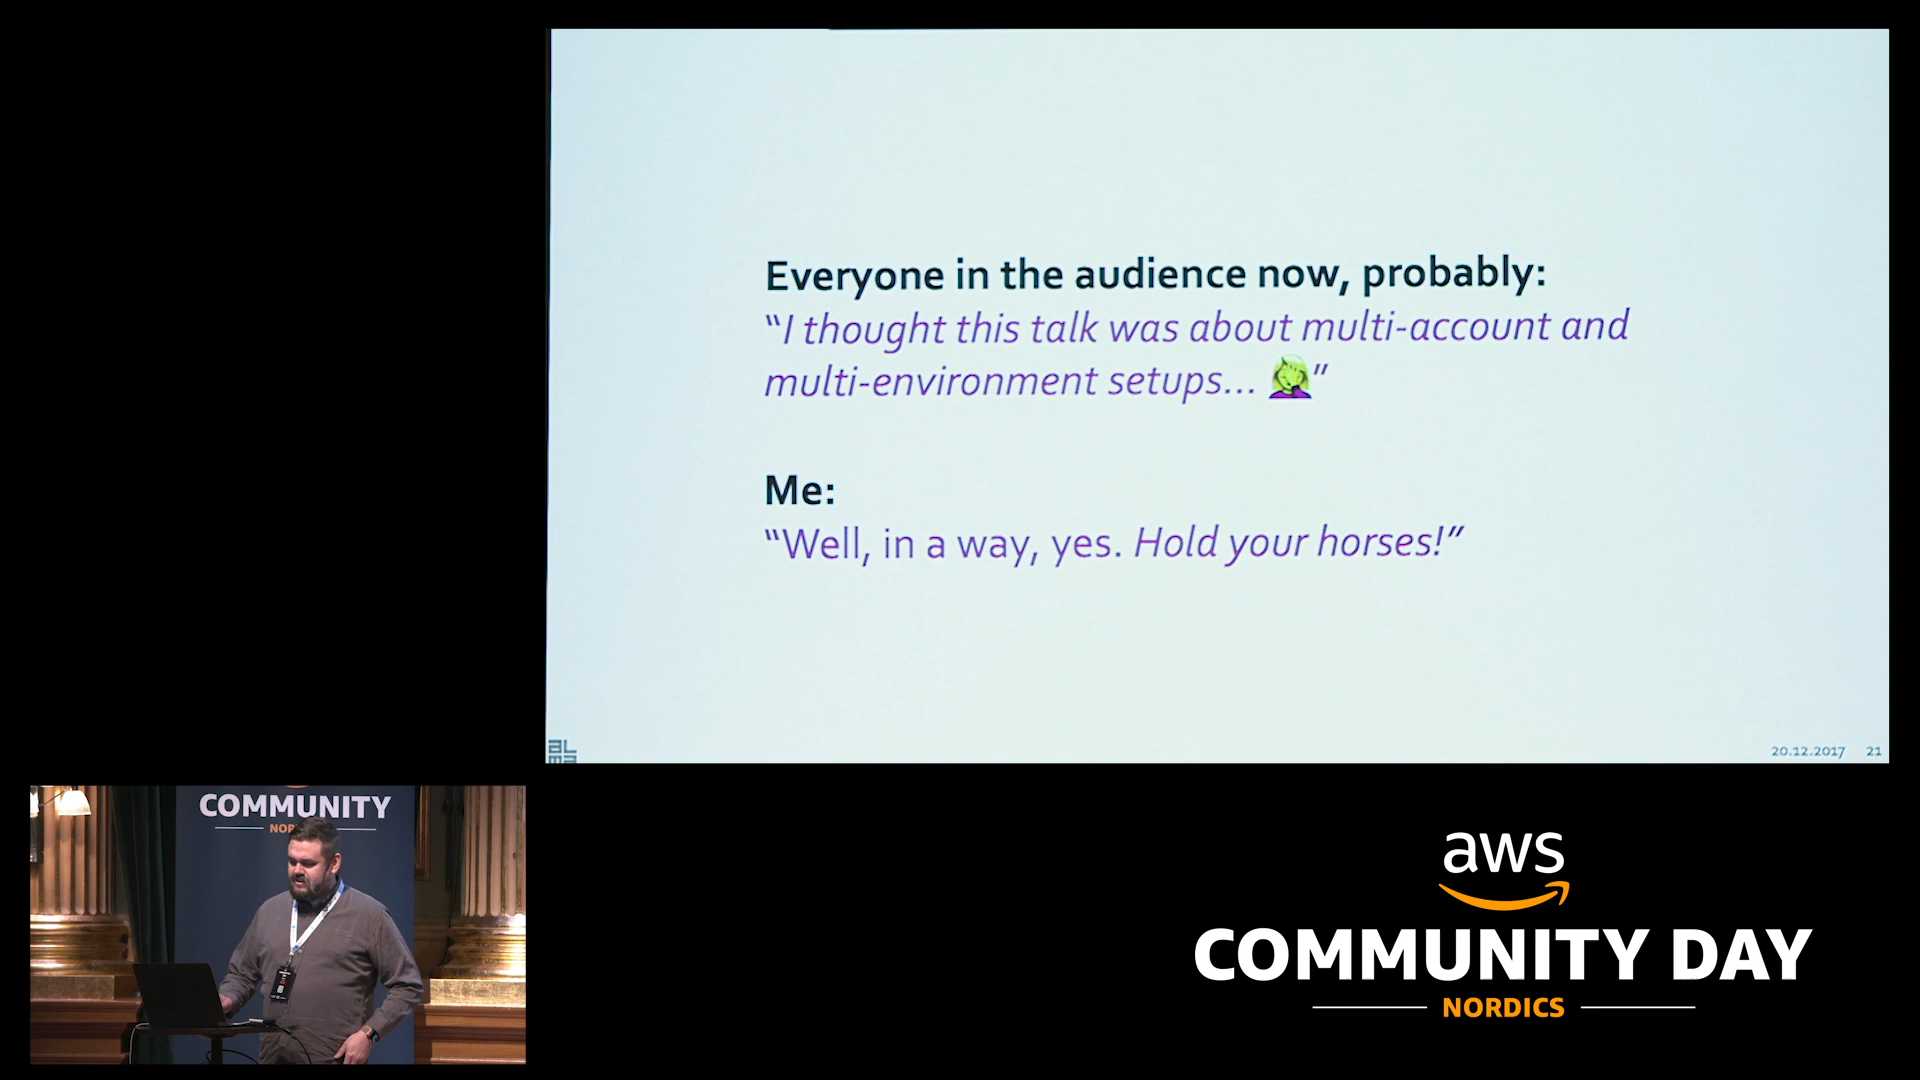 Everyone in the audience now, probably:
“I thought this talk was about multi-account and
multi-environment setups... 🤦”
Me:
“Well, in a way, yes. Hold your horses!”
20.12.2017 21
COMMUNITY
aws
COMMUNITY DAY
NORDICS